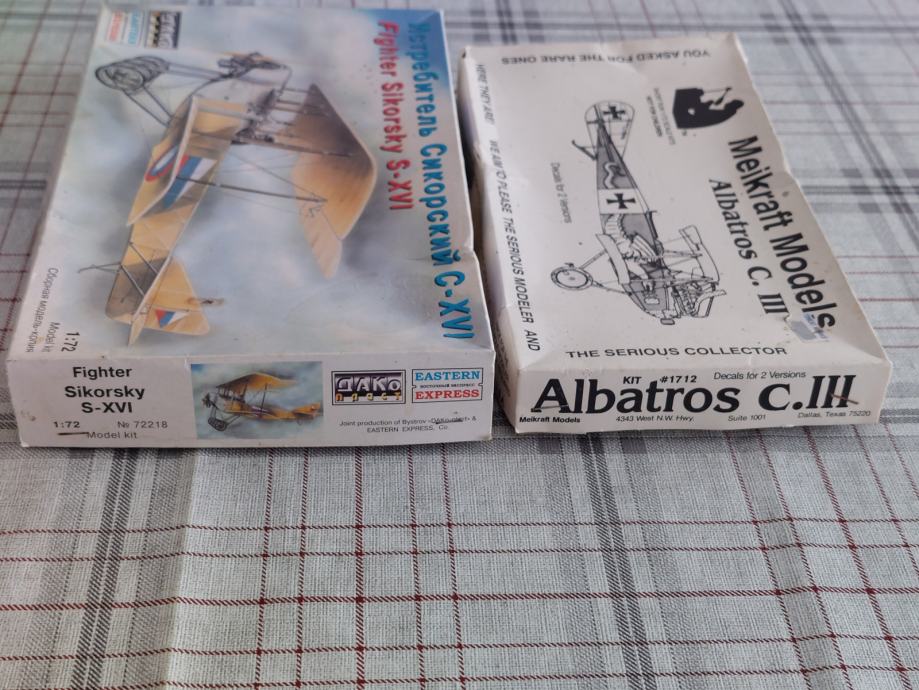 Истребитель Сикорский С-XVI
Fighter Sikorsky S-XVI
Сборная модель-копия
Model kit
1:72
Fighter
Sikorsky
S-XVI
1:72 № 72218
Model kit
ДАКО
EASTERN
ВОСТОЧНЫЙ ЭКСПРЕСС
EXPRESS
Joint production of Bystrov
EASTERN EXPRESS, Co.
YOU ASKED FOR THE RARE ONES
HERE THEY ARE!
WE AIM TO PLEASE THE SERIOUS MODELER AND
THE SERIOUS COLLECTOR
Decals for 2 Versions
Meikraft Models
Albatros C. III
KIT #1712 Decals for 2 Versions
Albatros C.III
Meikraft Models 4343 West N.W. Hwy. Suite 1001 Dallas, Texas 75220